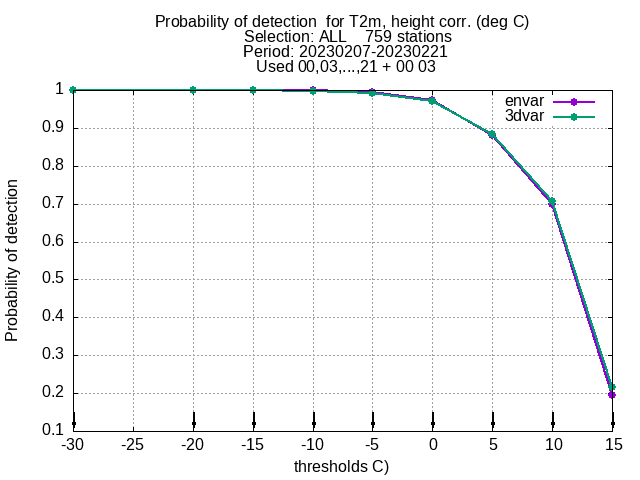 Probability of detection  for T2m, height corr. (deg C)
Selection: ALL    759 stations
Period: 20230207-20230221
Used 00,03,...,21 + 00 03
envar
3dvar
Probability of detection
1
0.9
0.8
0.7
0.6
0.5
0.4
0.3
0.2
0.1
-30 -25 -20 -15 -10 -5 0 5 10 15
thresholds C)